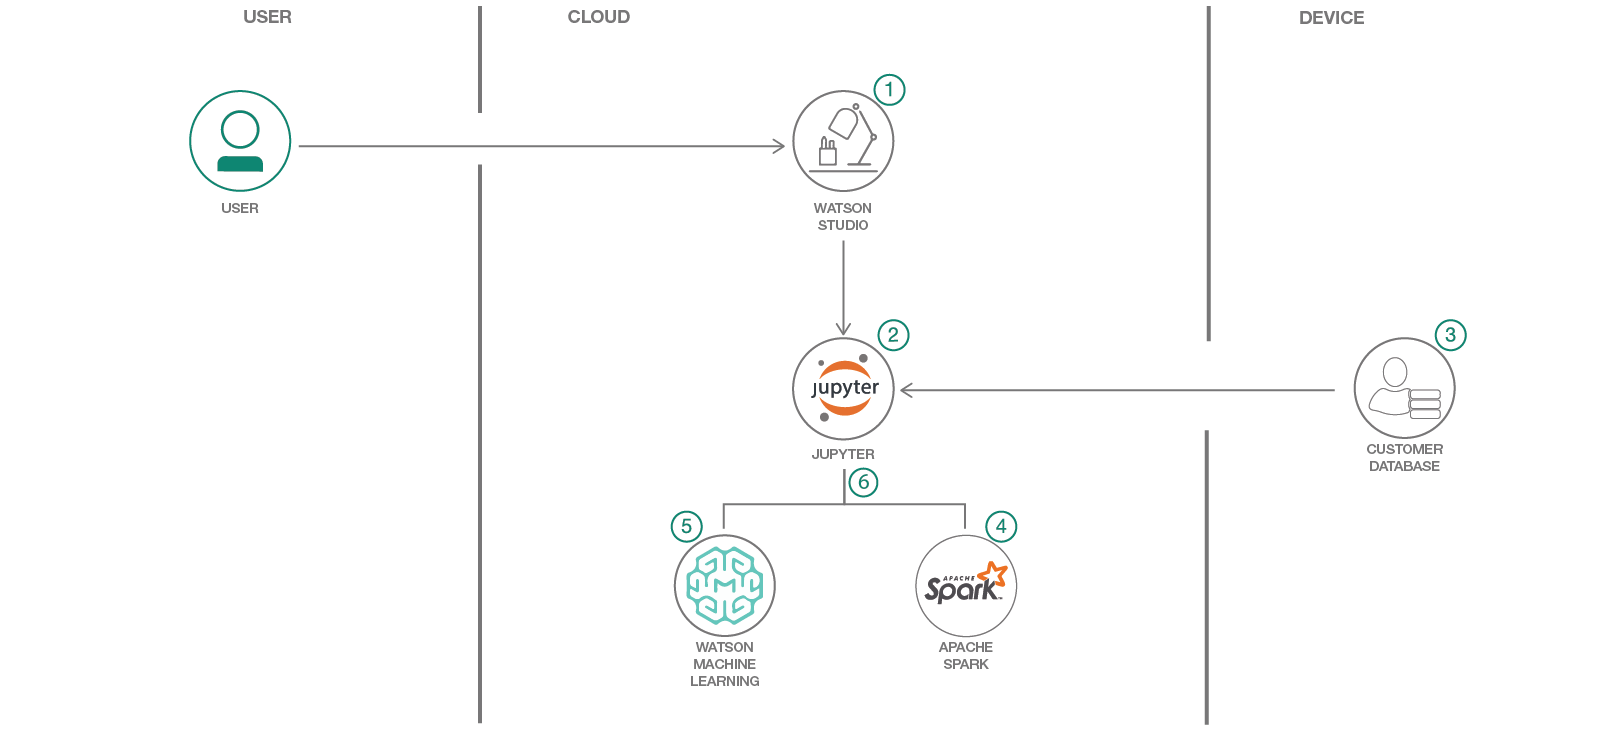 USER
CLOUD
DEVICE
1
USER
WATSON
STUDIO
2
3
jupyter
JUPYTER
CUSTOMER
DATABASE
6
5
4
APACHE
Spark™
WATSON
MACHINE
LEARNING
APACHE
SPARK